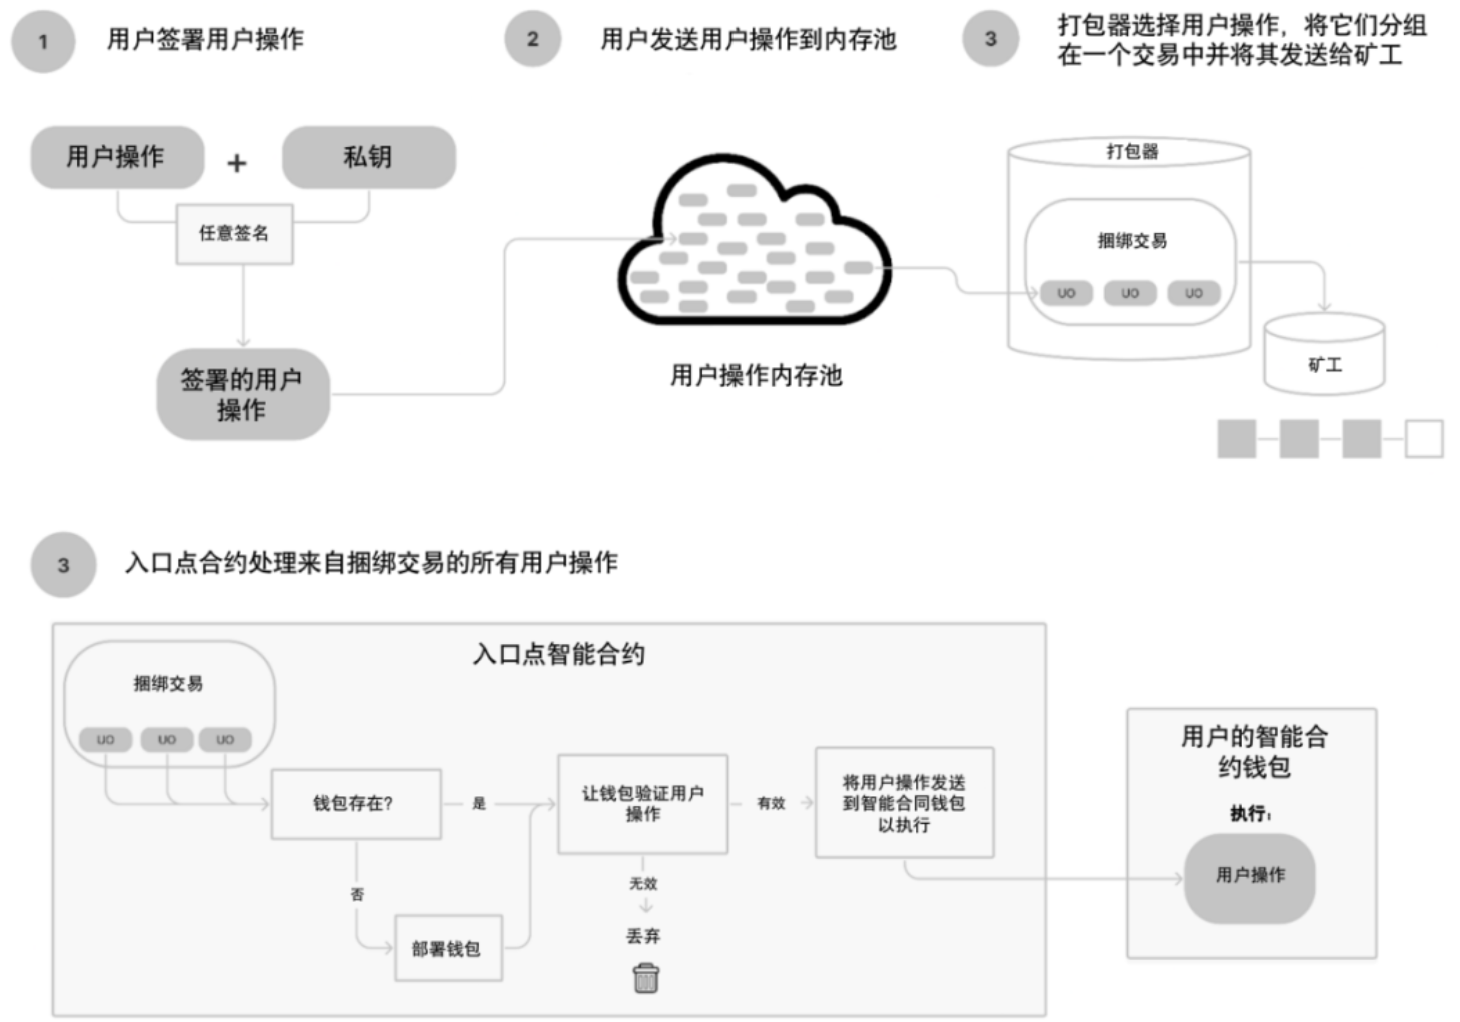 1
用户签署用户操作
2
用户发送用户操作到内存池
3
打包器选择用户操作，将它们分组
在一个交易中并将其发送给矿工
用户操作
+
私钥
任意签名
签署的用户
操作
用户操作内存池
打包器
捆绑交易
UO
UO
UO
矿工
3
入口点合约处理来自捆绑交易的所有用户操作
入口点智能合约
捆绑交易
UO
UO
UO
钱包存在?
是
否
部署钱包
让钱包验证用户
操作
有效
无效
丢弃
将用户操作发送
到智能合同钱包
以执行
用户的智能合
约钱包
执行：
用户操作